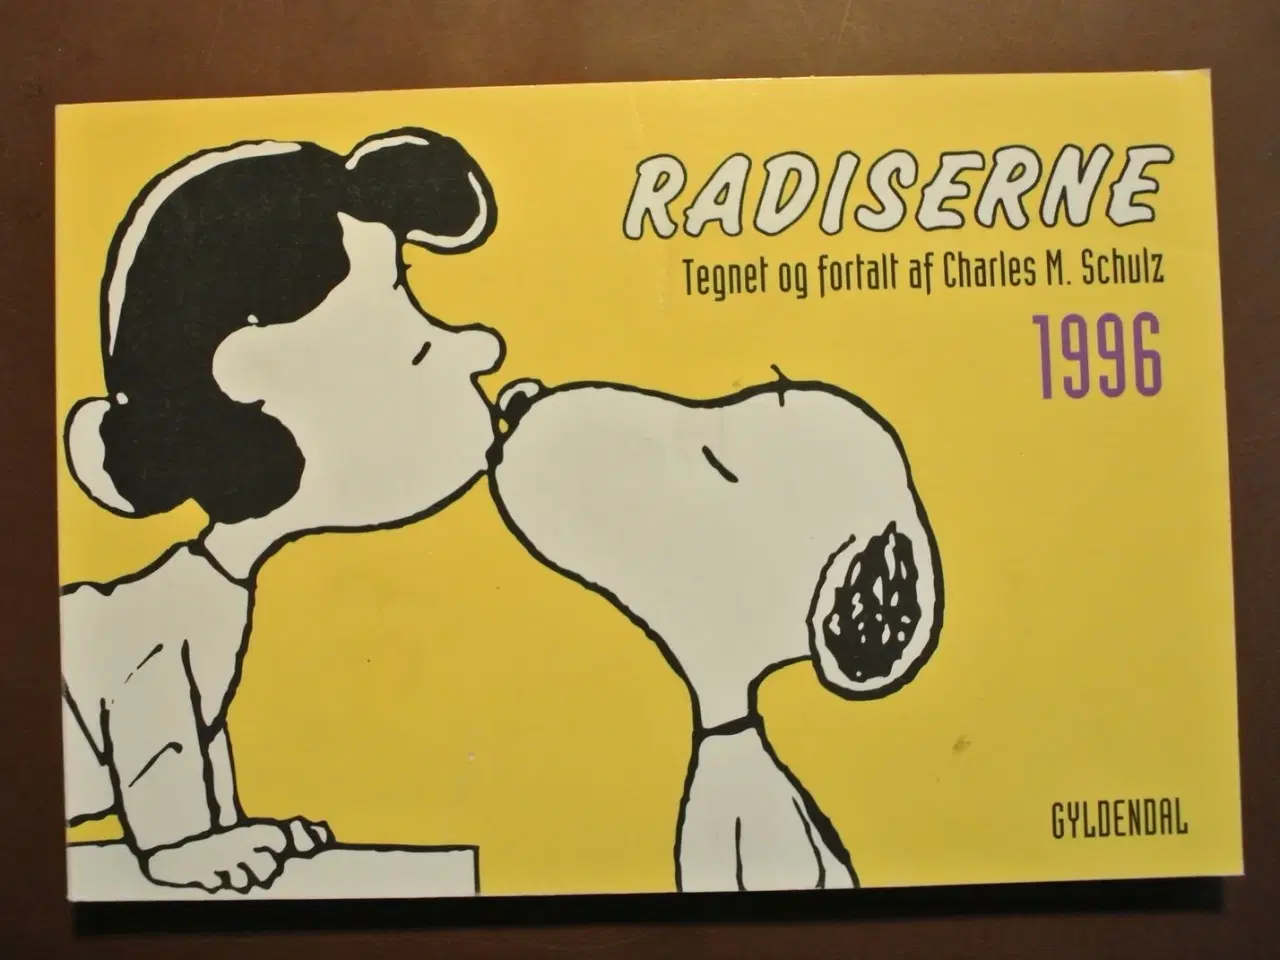 RADISERNE
Tegnet og fortalt af Charles M. Schulz
1996
GYLDENDAL